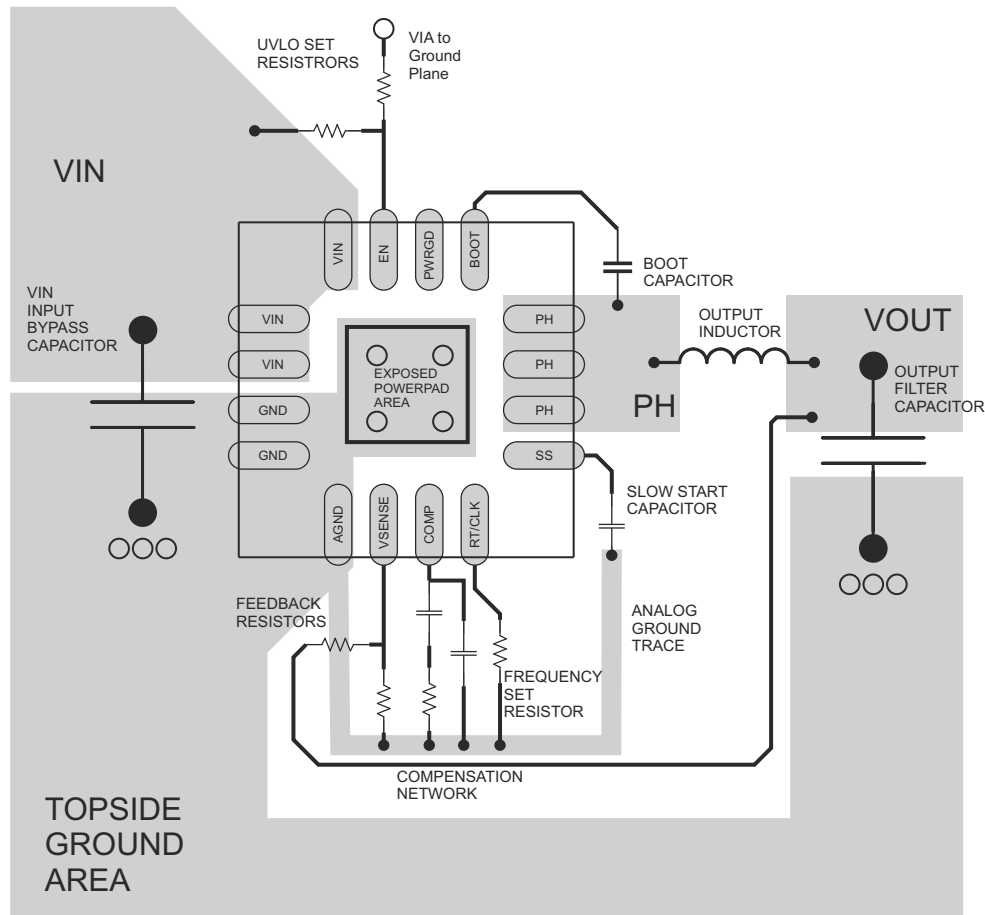 UVLO SET
RESISTRORS
VIA to
Ground
Plane
VIN
VIN
EN
PWRGD
BOOT
BOOT
CAPACITOR
VIN
INPUT
BYPASS
CAPACITOR
VIN
VIN
GND
GND
EXPOSED
POWERPAD
AREA
PH
PH
PH
SS
PH
OUTPUT
INDUCTOR
VOUT
OUTPUT
FILTER
CAPACITOR
SLOW START
CAPACITOR
AGND
VSENSE
COMP
RT/CLK
FEEDBACK
RESISTORS
ANALOG
GROUND
TRACE
FREQUENCY
SET
RESISTOR
COMPENSATION
NETWORK
TOPSIDE
GROUND
AREA